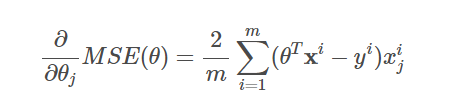 ∂/∂θ_j MSE(θ) = 2/m ∑_{i=1}^{m} (θ^T 𝐱^i − y^i) x_j^i